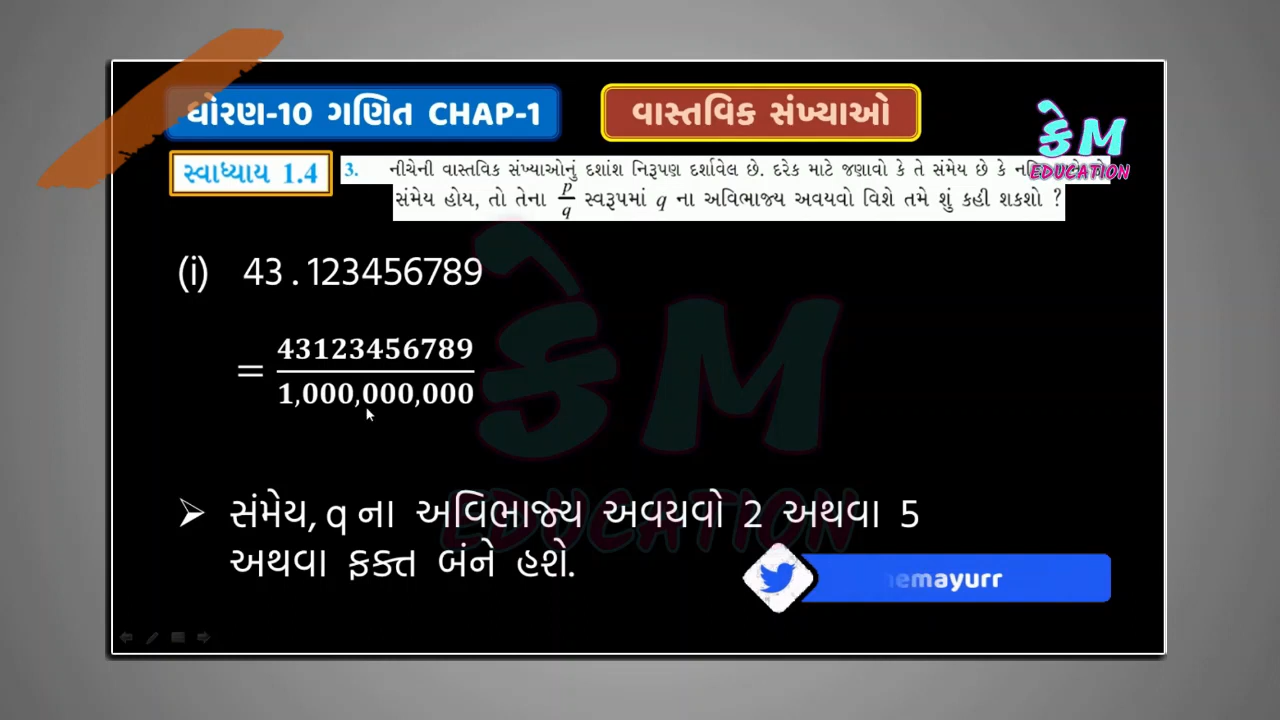 ધોરણ-10 ગણિત CHAP-1
વાસ્તવિક સંખ્યાઓ
કેM
EDUCATION
સ્વાધ્યાય 1.4
3. નીચેની વાસ્તવિક સંખ્યાઓનું દશાંશ નિરૂપણ દર્શાવેલ છે. દરેક માટે જણાવો કે તે સંમેય છે કે
સંમેય હોય, તો તેના p/q સ્વરૂપમાં q ના અવિભાજ્ય અવયવો વિશે તમે શું કહી શકશો ?
(i) 43 . 123456789
= 43123456789
1,000,000,000
કેM
EDUCATION
➢ સંમેય, q ના અવિભાજ્ય અવયવો 2 અથવા 5
અથવા ફક્ત બંને હશે.
emayurr